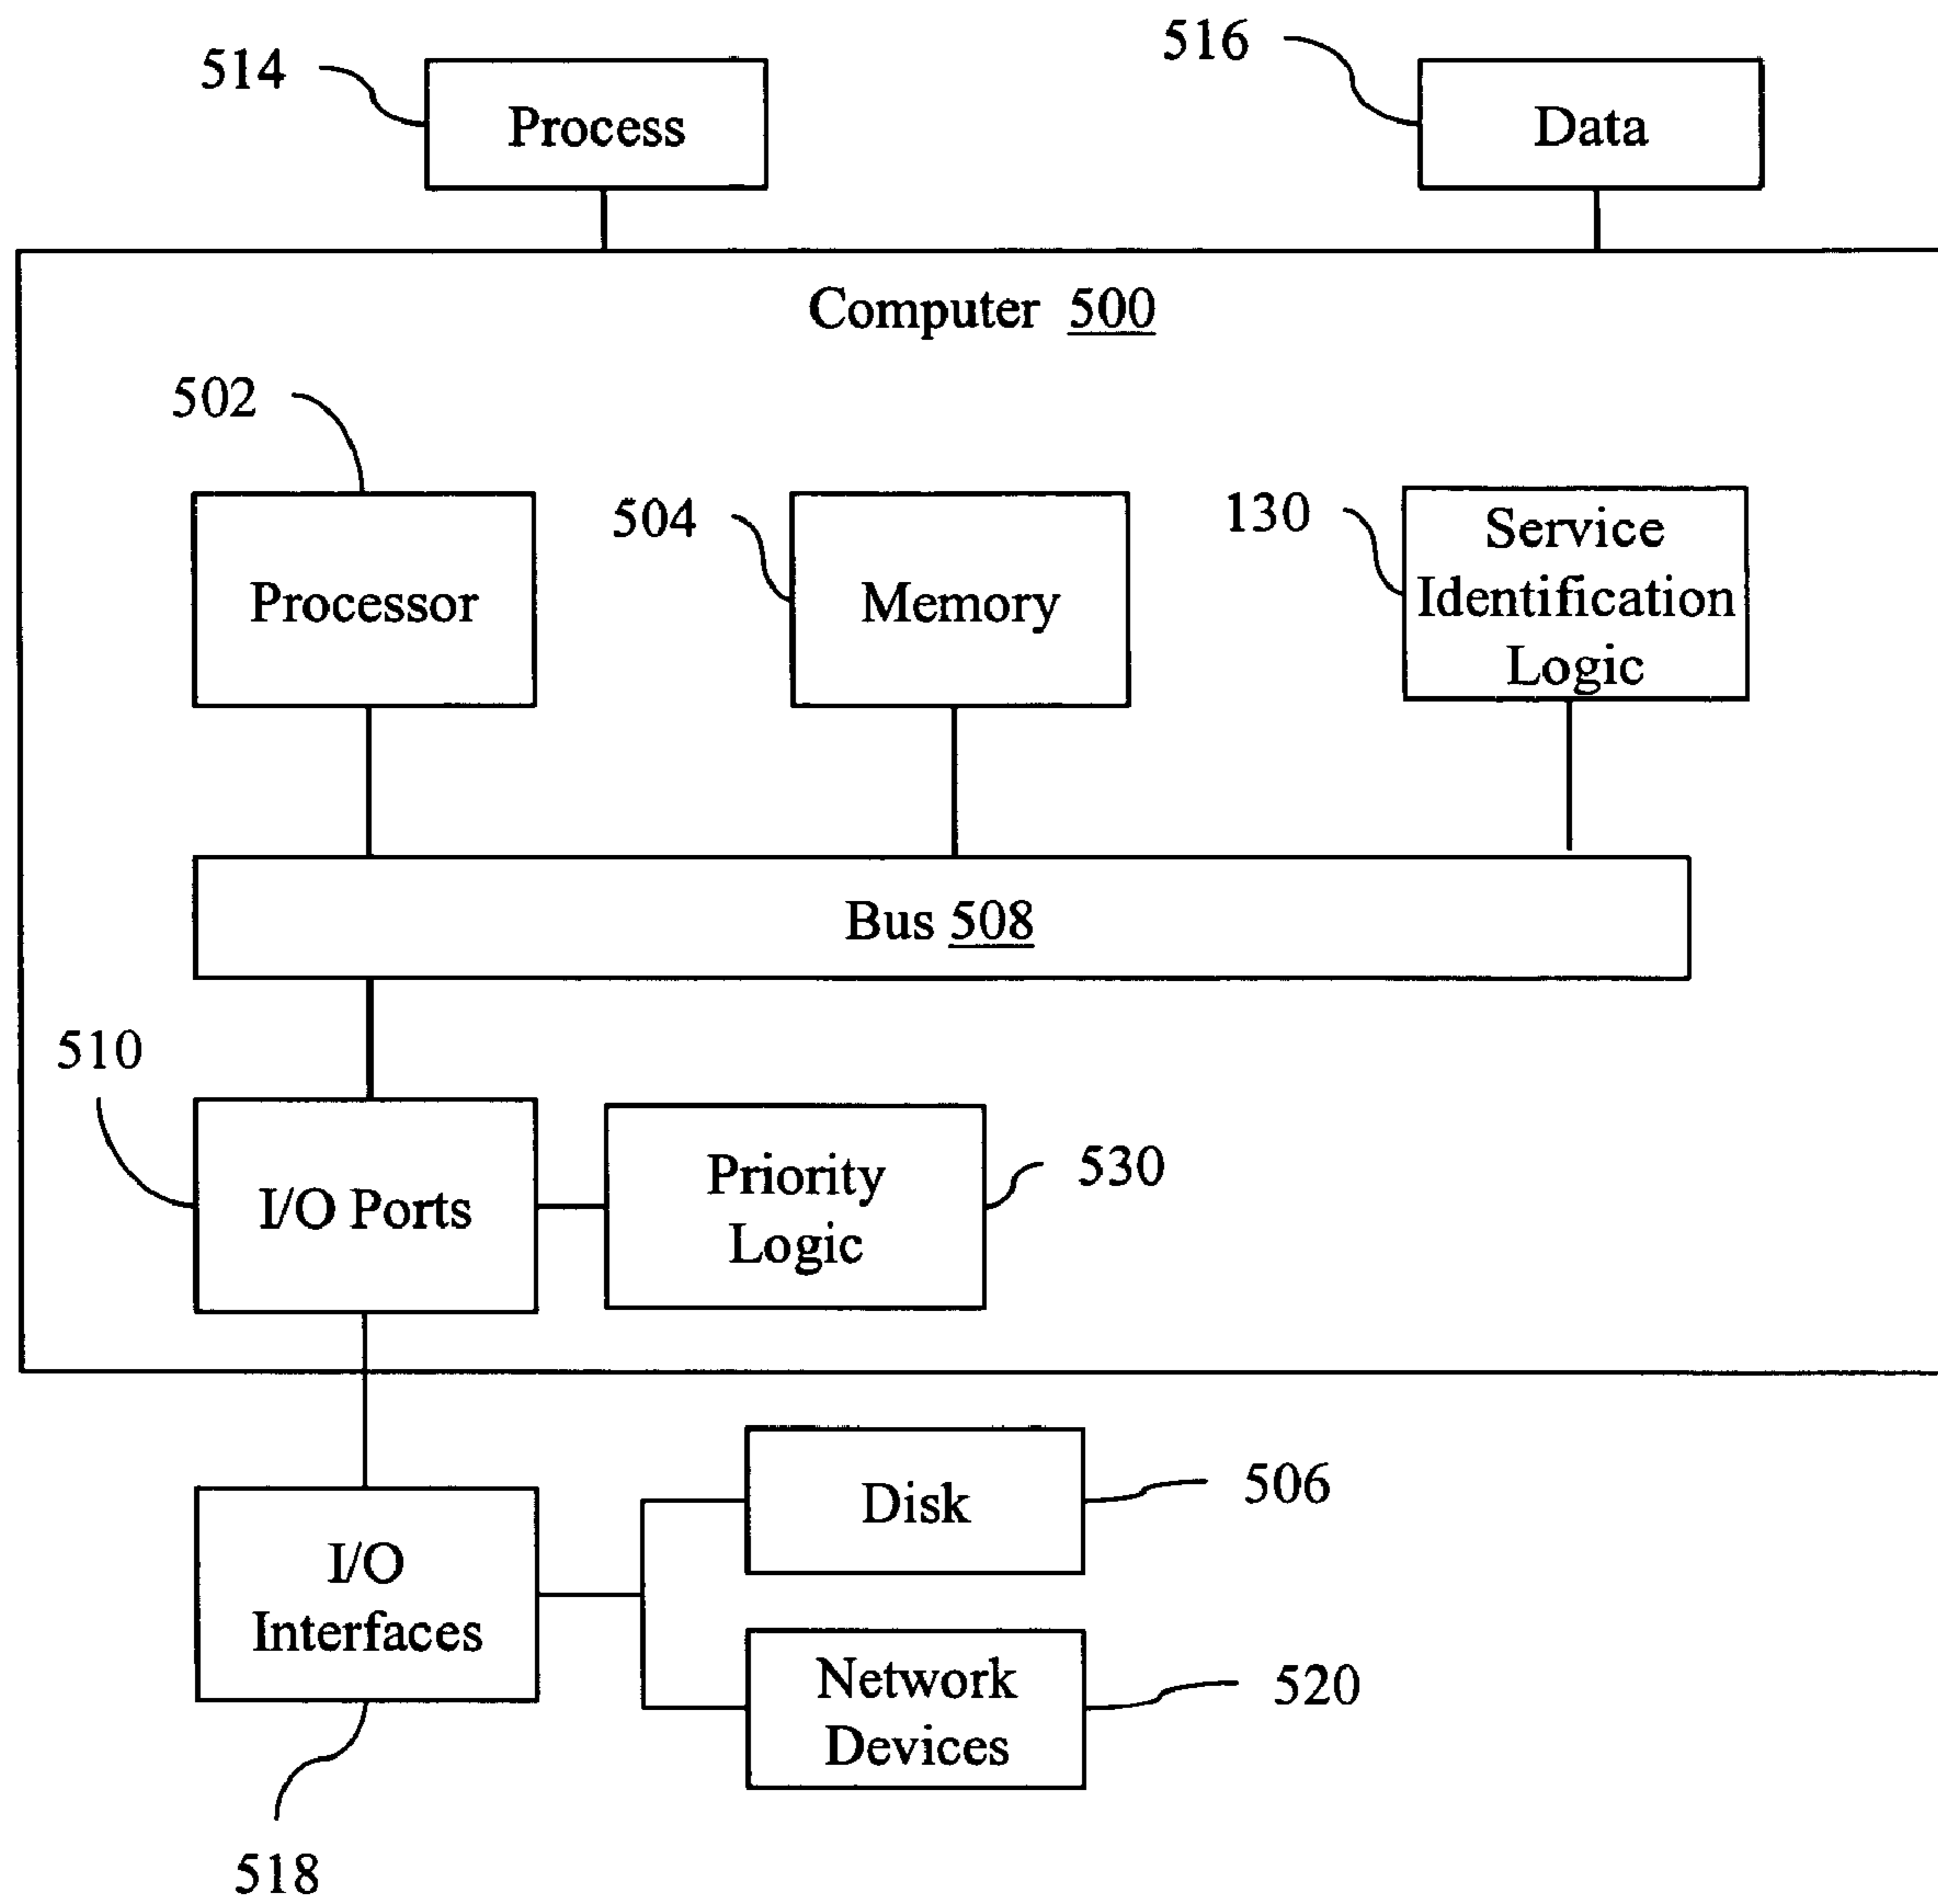 514
Process
516
Data
Computer 500
502
Processor
504
Memory
130
Service
Identification
Logic
Bus 508
510
I/O Ports
Priority
Logic
530
Disk
506
I/O
Interfaces
Network
Devices
520
518